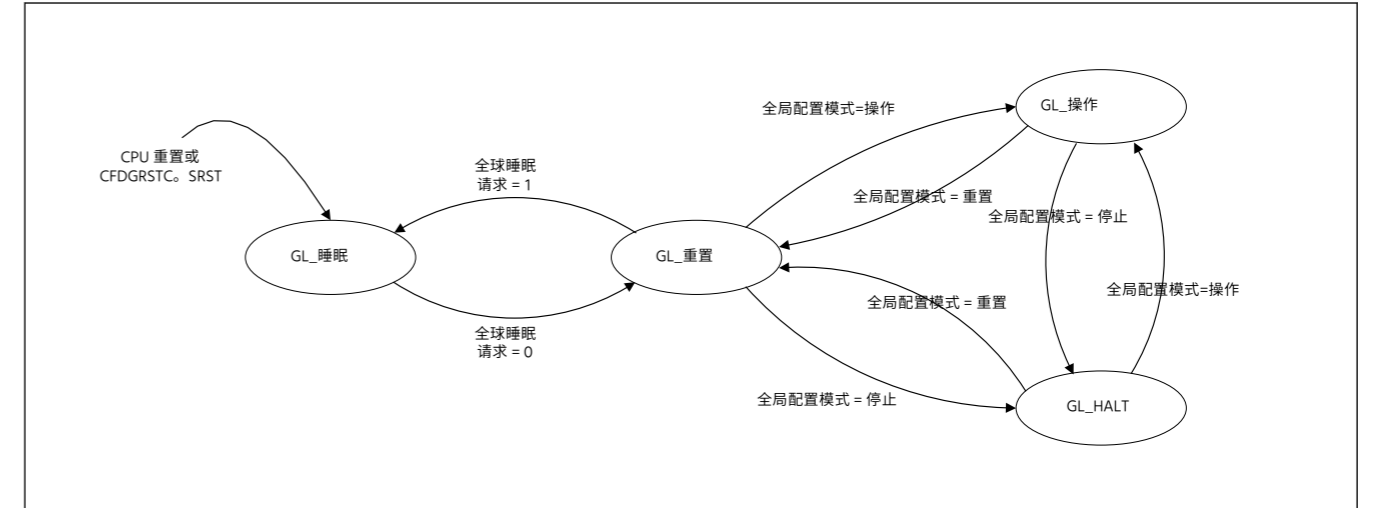 全局配置模式=操作
GL_操作
CPU 重置或
CFDGRSTC。SRST
全球睡眠
请求 = 1
全局配置模式 = 重置
全局配置模式 = 停止
GL_睡眠
GL_重置
全局配置模式=操作
全局配置模式 = 重置
全球睡眠
请求 = 0
全局配置模式 = 停止
GL_HALT